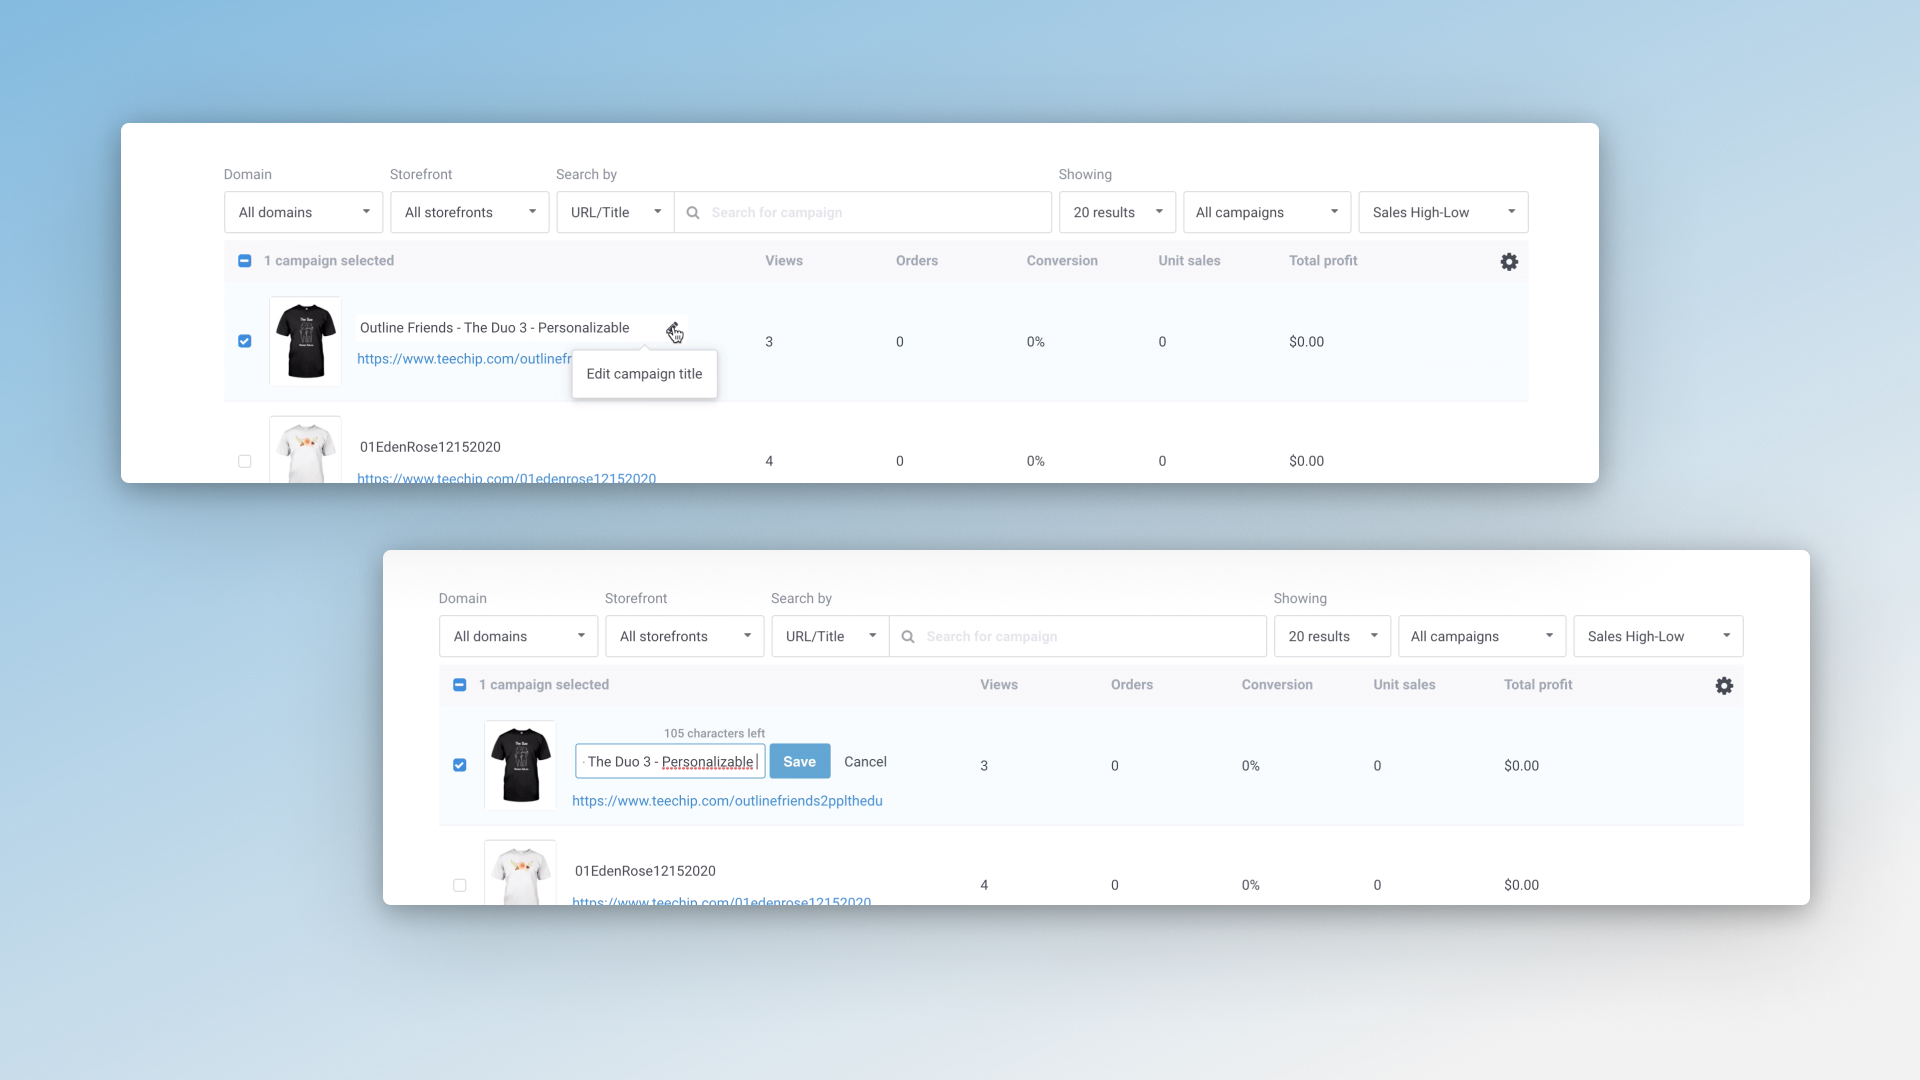 Domain Storefront Search by Showing
All domains All storefronts URL/Title Search for campaign 20 results All campaigns Sales High-Low
1 campaign selected Views Orders Conversion Unit sales Total profit
The Duo
Outline Friends - The Duo 3 - Personalizable
3 0 0% 0 $0.00
https://www.teechip.com/outlinefr
Edit campaign title
01EdenRose12152020
4 0 0% 0 $0.00
https://www.teechip.com/01edenrose12152020
Domain Storefront Search by Showing
All domains All storefronts URL/Title Search for campaign 20 results All campaigns Sales High-Low
1 campaign selected Views Orders Conversion Unit sales Total profit
105 characters left
The Duo
- The Duo 3 - Personalizable Save Cancel
3 0 0% 0 $0.00
https://www.teechip.com/outlinefriends2pplthedu
01EdenRose12152020
4 0 0% 0 $0.00
https://www.teechip.com/01edenrose12152020